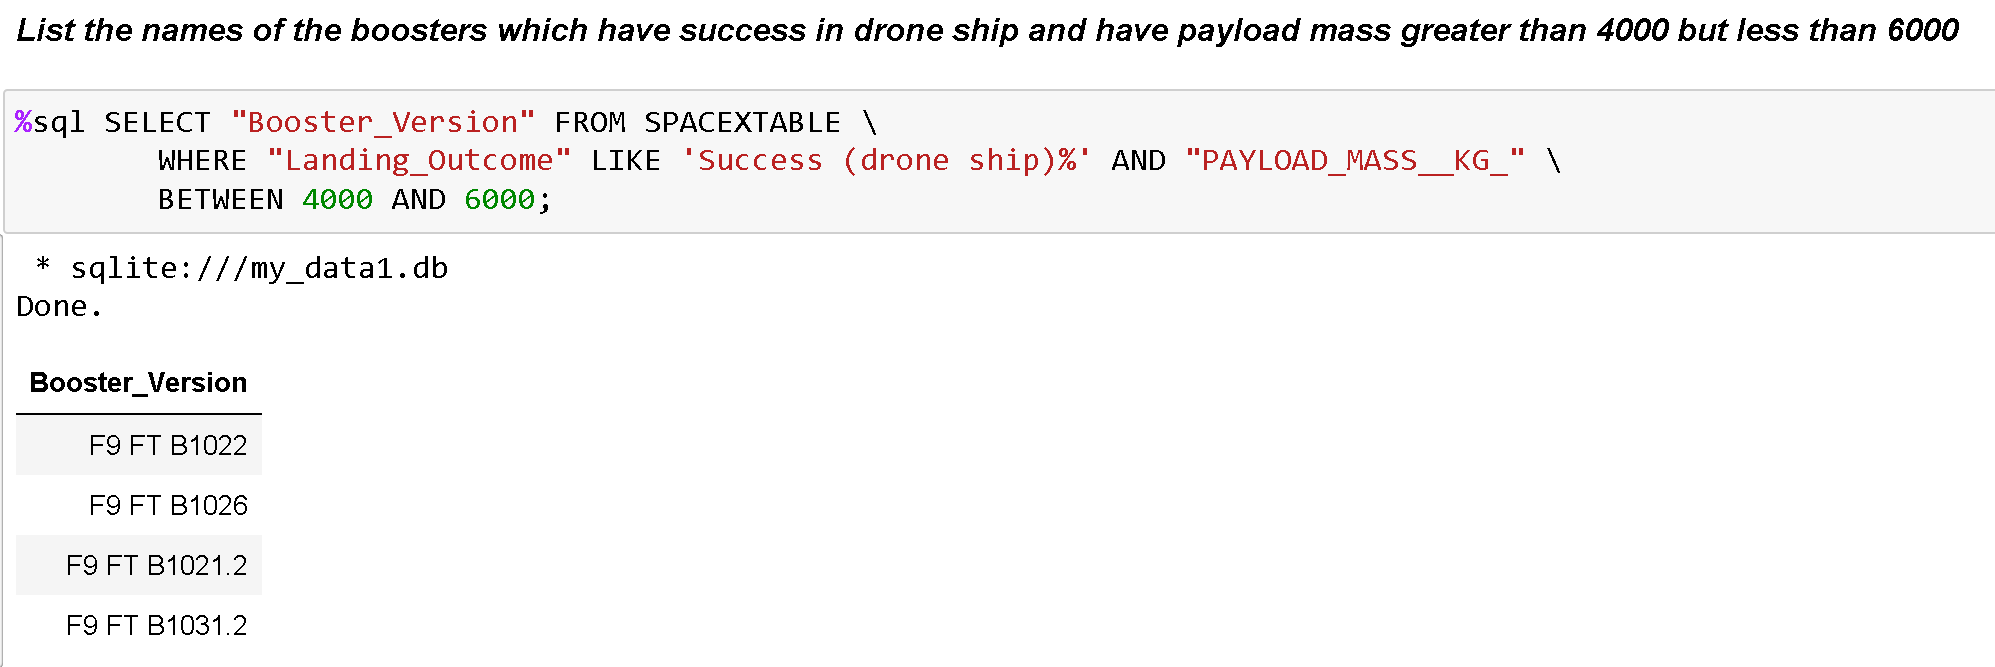 List the names of the boosters which have success in drone ship and have payload mass greater than 4000 but less than 6000
%sql SELECT "Booster_Version" FROM SPACEXTABLE \
WHERE "Landing_Outcome" LIKE 'Success (drone ship)%' AND "PAYLOAD_MASS__KG_" \
BETWEEN 4000 AND 6000;
* sqlite:///my_data1.db
Done.
Booster_Version
F9 FT B1022
F9 FT B1026
F9 FT B1021.2
F9 FT B1031.2